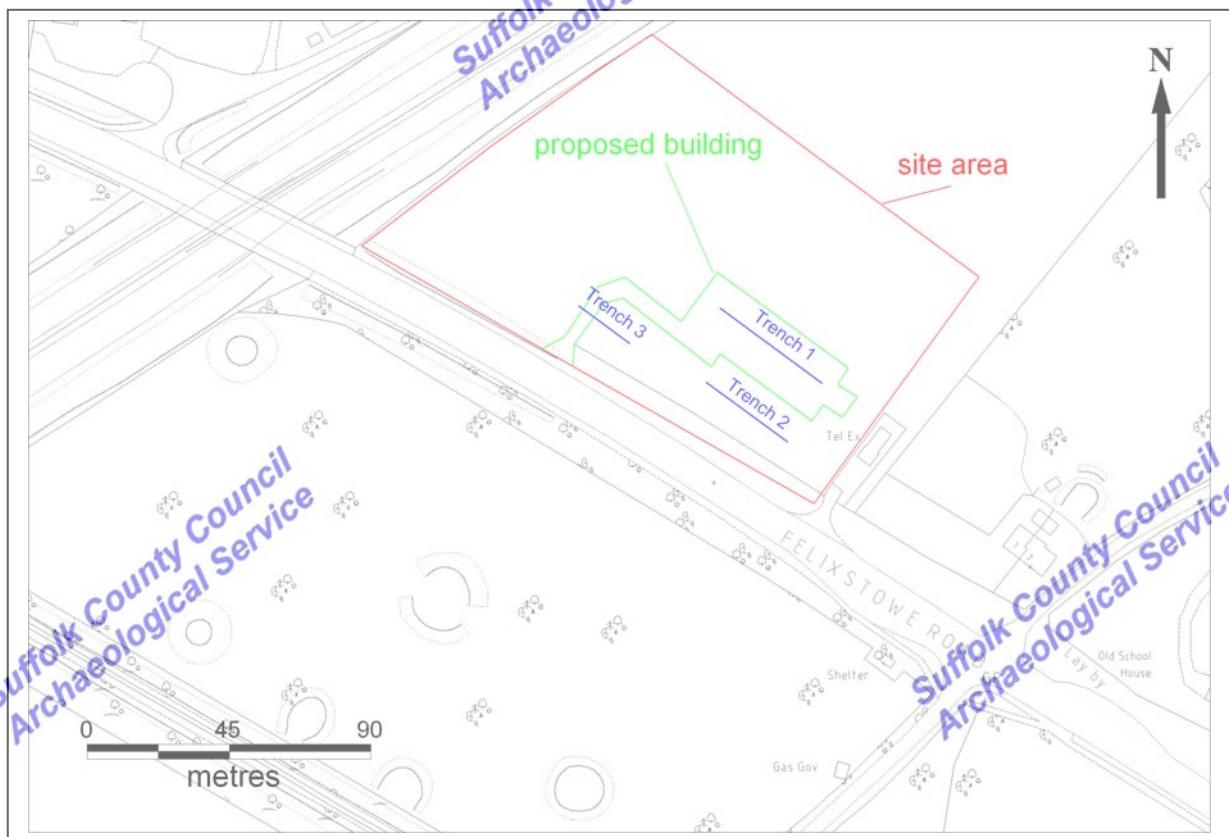 Suffolk County Council
Archaeological Service
N
proposed building
site area
Trench 3
Trench 1
Trench 2
Tel Ex
Suffolk County Council
Archaeological Service
Suffolk County Council
Archaeological Service
FELIXSTOWE ROAD
Lay by
Old School
House
Shelter
Gas Gov
0 45 90
metres